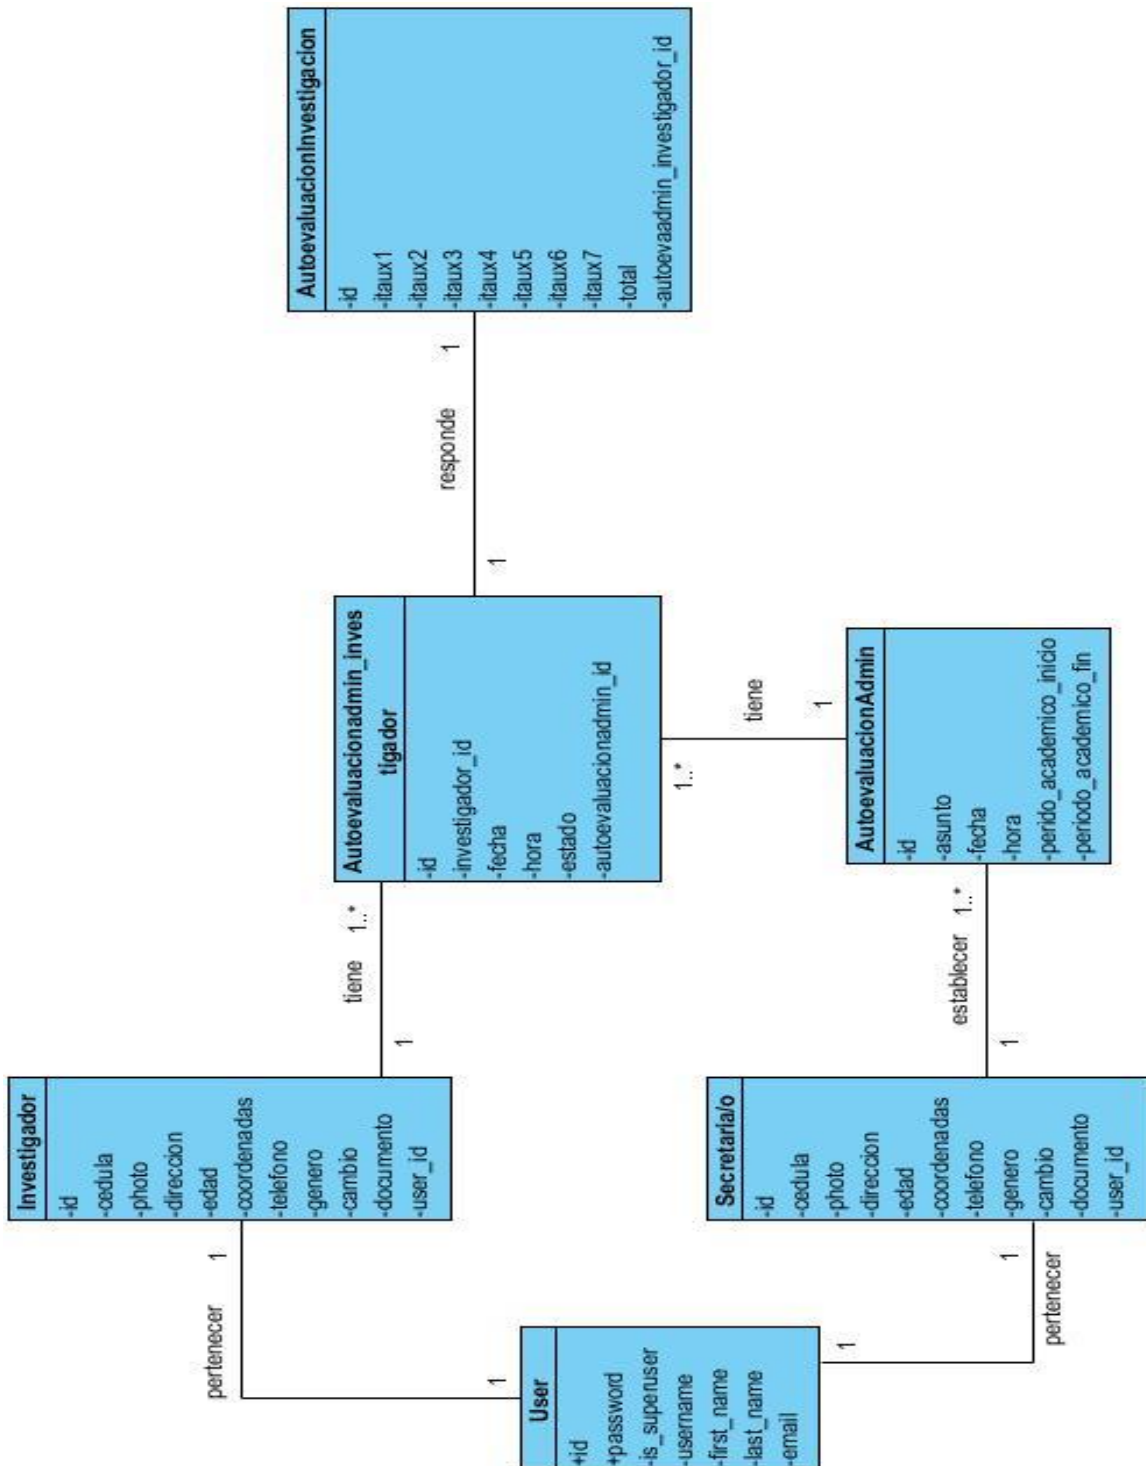 User
+id
+password
-is_superuser
-username
-first_name
-last_name
-email
pertenecer
1
1
pertenecer
1
1
Investigador
-id
-cedula
-photo
-direccion
-edad
-coordenadas
-telefono
-genero
-cambio
-documento
-user_id
Secretaria/o
-id
-cedula
-photo
-direccion
-edad
-coordenadas
-telefono
-genero
-cambio
-documento
-user_id
tiene
1
1..*
establecer
1
1..*
Autoevaluacionadmin_inves
tigador
-id
-investigador_id
-fecha
-hora
-estado
-autoevaluacionadmin_id
tiene
1..*
1
AutoevaluacionAdmin
-id
-asunto
-fecha
-hora
-perido_academico_inicio
-periodo_academico_fin
responde
1
1
AutoevaluacionInvestigacion
-id
-itaux1
-itaux2
-itaux3
-itaux4
-itaux5
-itaux6
-itaux7
-total
-autoevaadmin_investigador_id